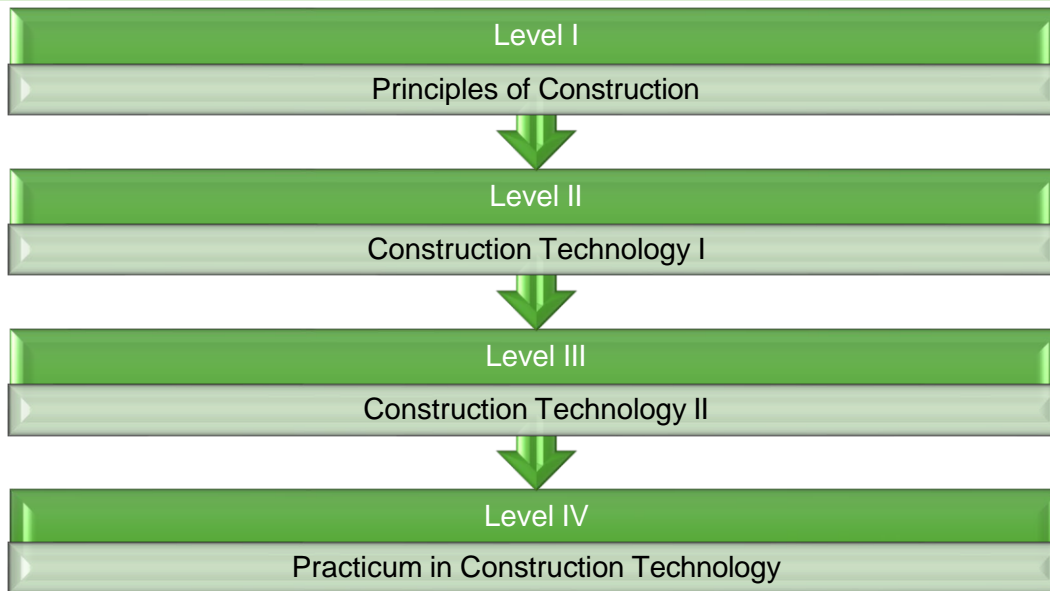 Level I
Principles of Construction
Level II
Construction Technology I
Level III
Construction Technology II
Level IV
Practicum in Construction Technology